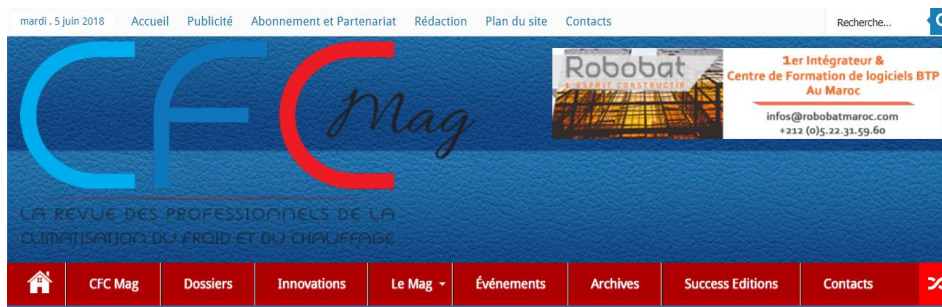 mardi , 5 juin 2018 Accueil Publicité Abonnement et Partenariat Rédaction Plan du site Contacts Recherche...
CFC Mag
LA REVUE DES PROFESSIONNELS DE LA
CLIMATISATION DU FROID ET DU CHAUFFAGE
Robobat
L'ESPRIT CONSTRUCTIF
1er Intégrateur &
Centre de Formation de logiciels BTP
Au Maroc
infos@robobatmaroc.com
+212 (0)5.22.31.59.60
CFC Mag Dossiers Innovations Le Mag Événements Archives Success Editions Contacts